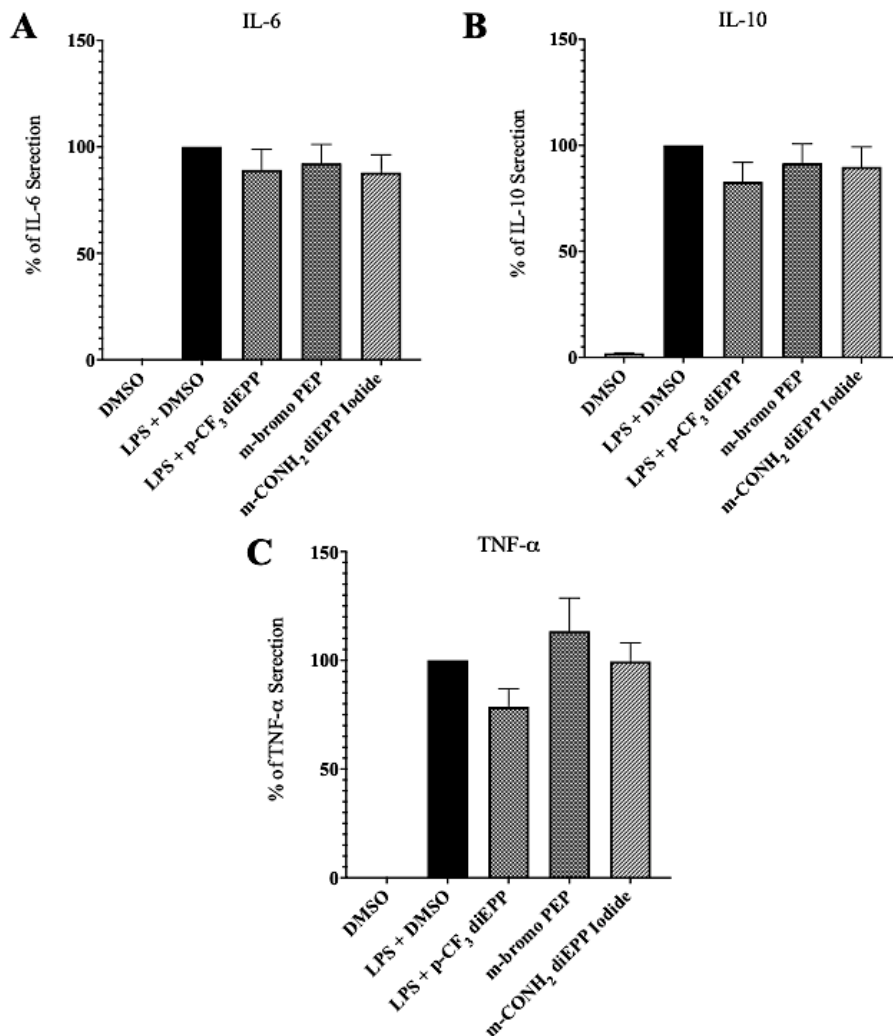 A
IL-6
% of IL-6 Serection
150
100
50
0
DMSO
LPS + DMSO
LPS + p-CF₃ diEPP
m-bromo PEP
m-CONH₂ diEPP Iodide
B
IL-10
% of IL-10 Serection
150
100
50
0
DMSO
LPS + DMSO
LPS + p-CF₃ diEPP
m-bromo PEP
m-CONH₂ diEPP Iodide
C
TNF-α
% of TNF-α Serection
150
100
50
0
DMSO
LPS + DMSO
LPS + p-CF₃ diEPP
m-bromo PEP
m-CONH₂ diEPP Iodide